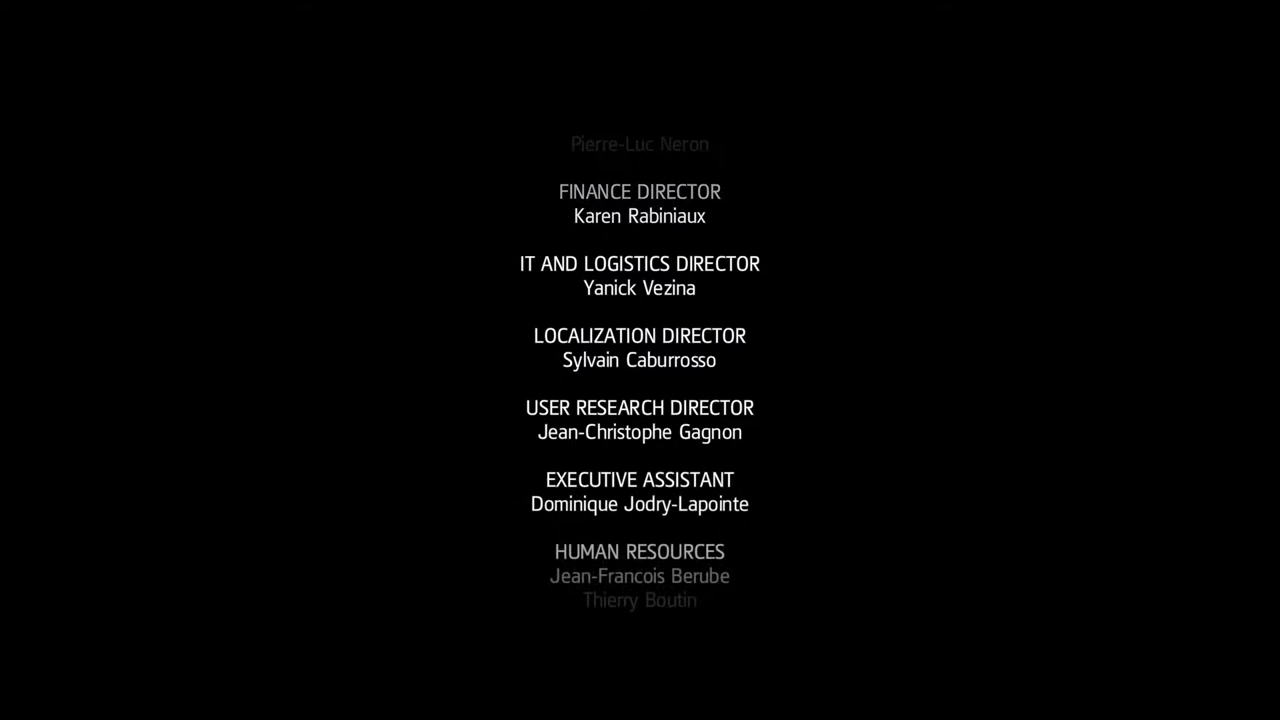 Pierre-Luc Neron
FINANCE DIRECTOR
Karen Rabiniaux
IT AND LOGISTICS DIRECTOR
Yanick Vezina
LOCALIZATION DIRECTOR
Sylvain Caburrosso
USER RESEARCH DIRECTOR
Jean-Christophe Gagnon
EXECUTIVE ASSISTANT
Dominique Jodry-Lapointe
HUMAN RESOURCES
Jean-Francois Berube
Thierry Boutin